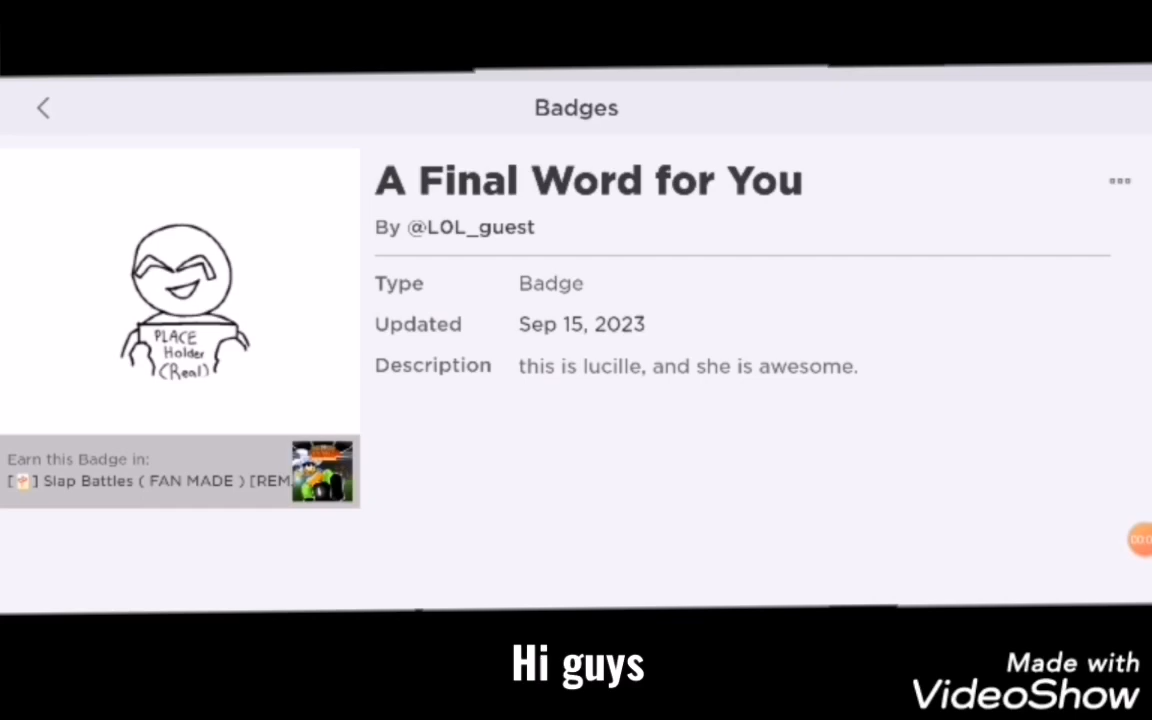 Badges
A Final Word for You
By @LOL_guest
Type Badge
Updated Sep 15, 2023
Description this is lucille, and she is awesome.
PLACE
Holder
(Real)
Earn this Badge in:
[🃏] Slap Battles ( FAN MADE ) [REM
Hi guys
Made with
VideoShow